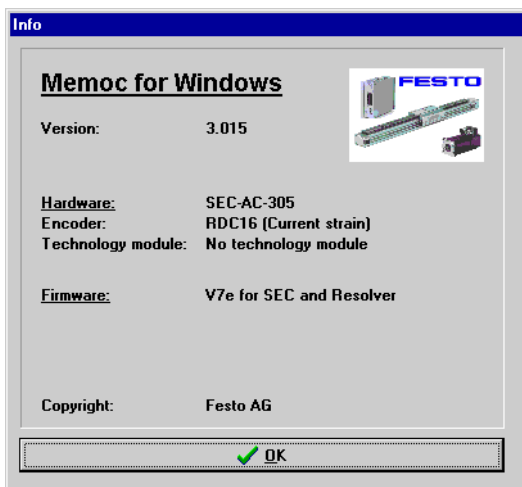 Info
Memoc for Windows
FESTO
Version: 3.015
Hardware: SEC-AC-305
Encoder: RDC16 (Current strain)
Technology module: No technology module
Firmware: V7e for SEC and Resolver
Copyright: Festo AG
OK